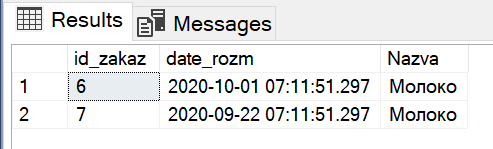 Results Messages
id_zakaz date_rozm Nazva
1 6 2020-10-01 07:11:51.297 Молоко
2 7 2020-09-22 07:11:51.297 Молоко